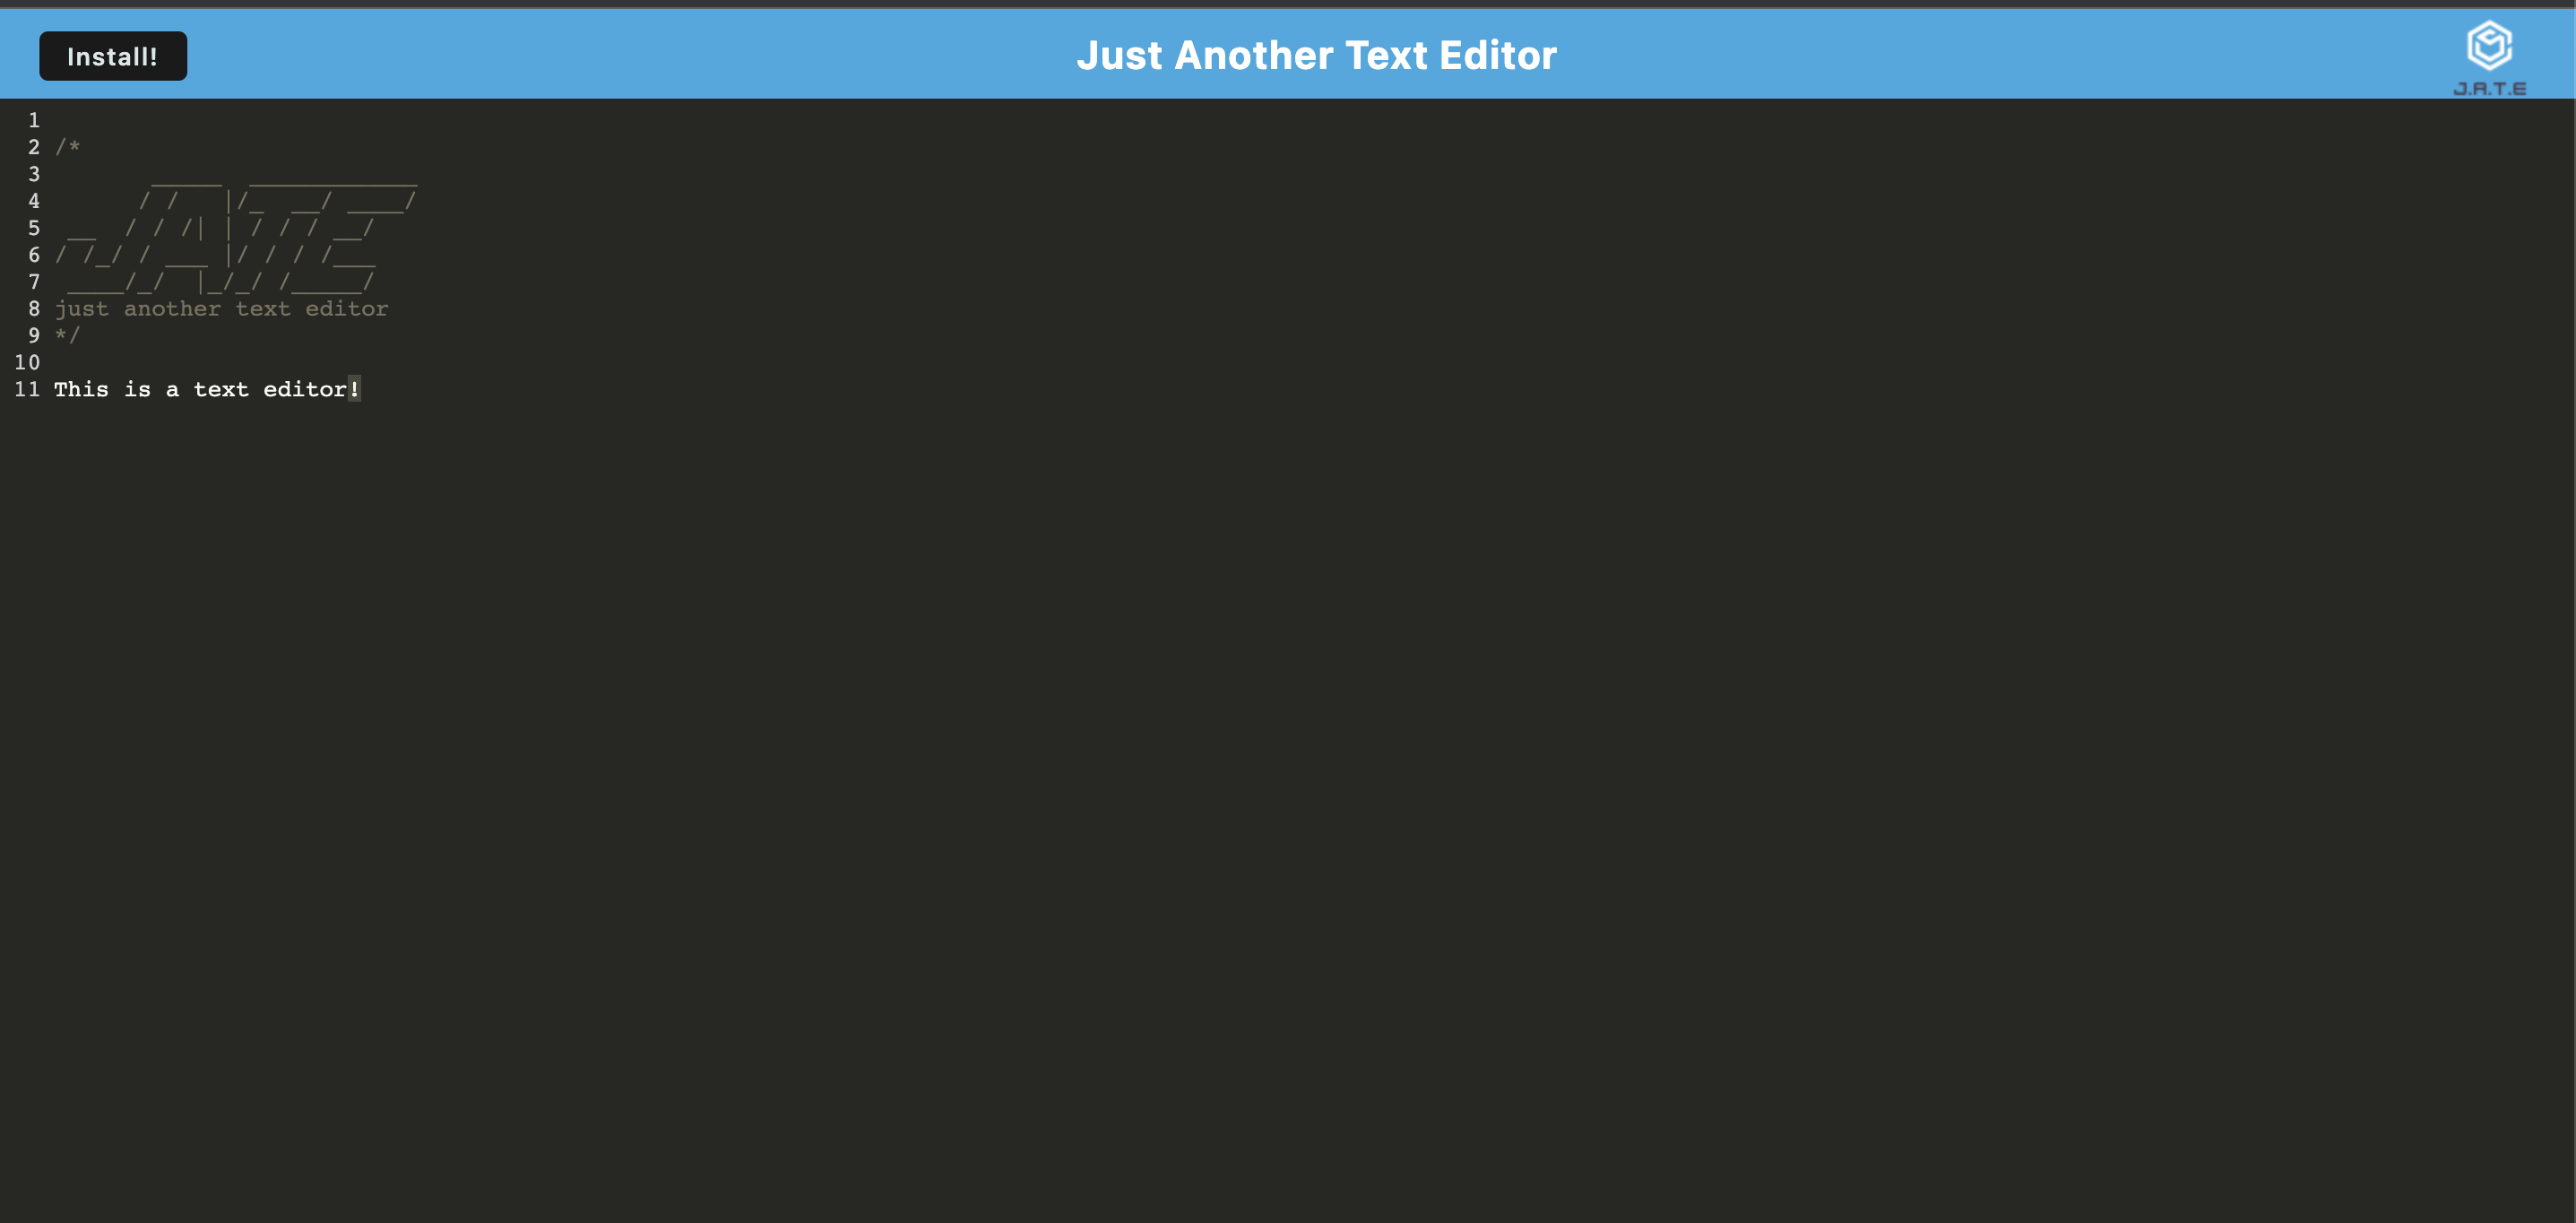 Install!
Just Another Text Editor
J.A.T.E
1
2 /*
3        _____   ____________
4       / /   |/_  __/ ____/
5  __  / / /| | / / / __/
6 / /_/ / ___ |/ / / /___
7  ____/_/  |_/_/ /_____/
8 just another text editor
9 */
10
11 This is a text editor!